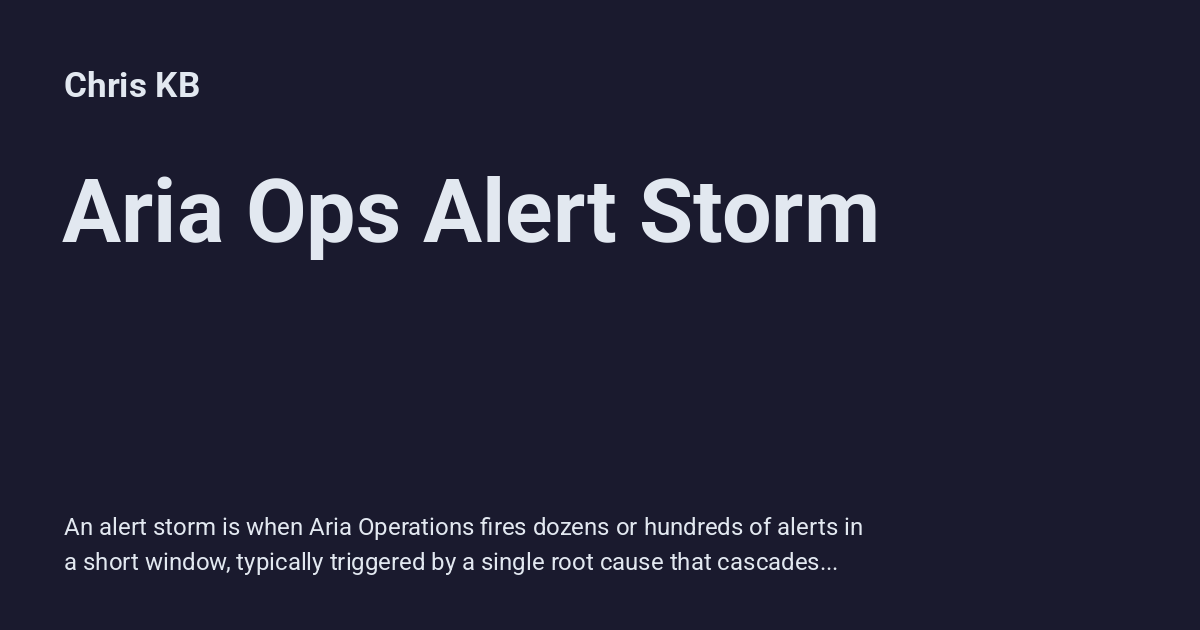 Chris KB
Aria Ops Alert Storm
An alert storm is when Aria Operations fires dozens or hundreds of alerts in
a short window, typically triggered by a single root cause that cascades...